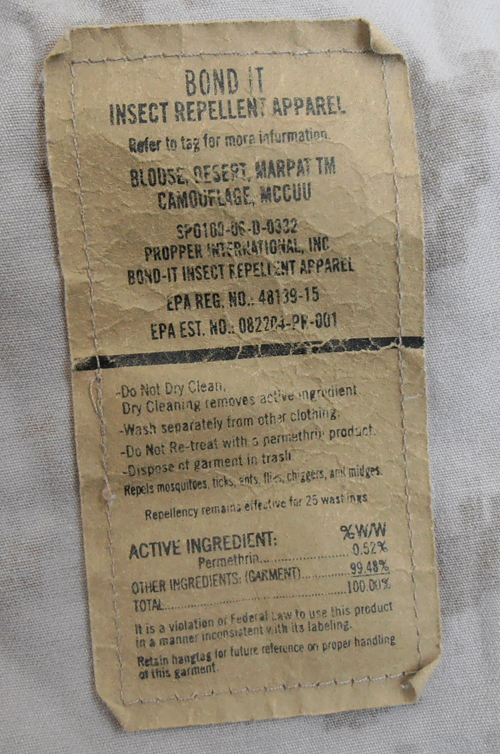 BOND IT
INSECT REPELLENT APPAREL
Refer to tag for more information
BLOUSE, DESERT, MARPAT TM
CAMOUFLAGE, MCCUU
SPO100-06-D-0332
PROPPER INTERNATIONAL, INC
BOND-IT INSECT REPELLENT APPAREL
EPA REG. NO.: 48139-15
EPA EST. NO.: 082204-PR-001
-Do Not Dry Clean,
Dry Cleaning removes active ingredient
-Wash separately from other clothing.
-Do Not Re-treat with a permethrin product.
-Dispose of garment in trash
Repels mosquitoes, ticks, ants, flies, chiggers, and midges.
Repellency remains effective for 25 washings
ACTIVE INGREDIENT: %W/W
Permethrin............................ 0.52%
OTHER INGREDIENTS: (GARMENT)............ 99.48%
TOTAL........................................ 100.00%
It is a violation of Federal Law to use this product
in a manner inconsistent with its labeling.
Retain hangtag for future reference on proper handling
of this garment